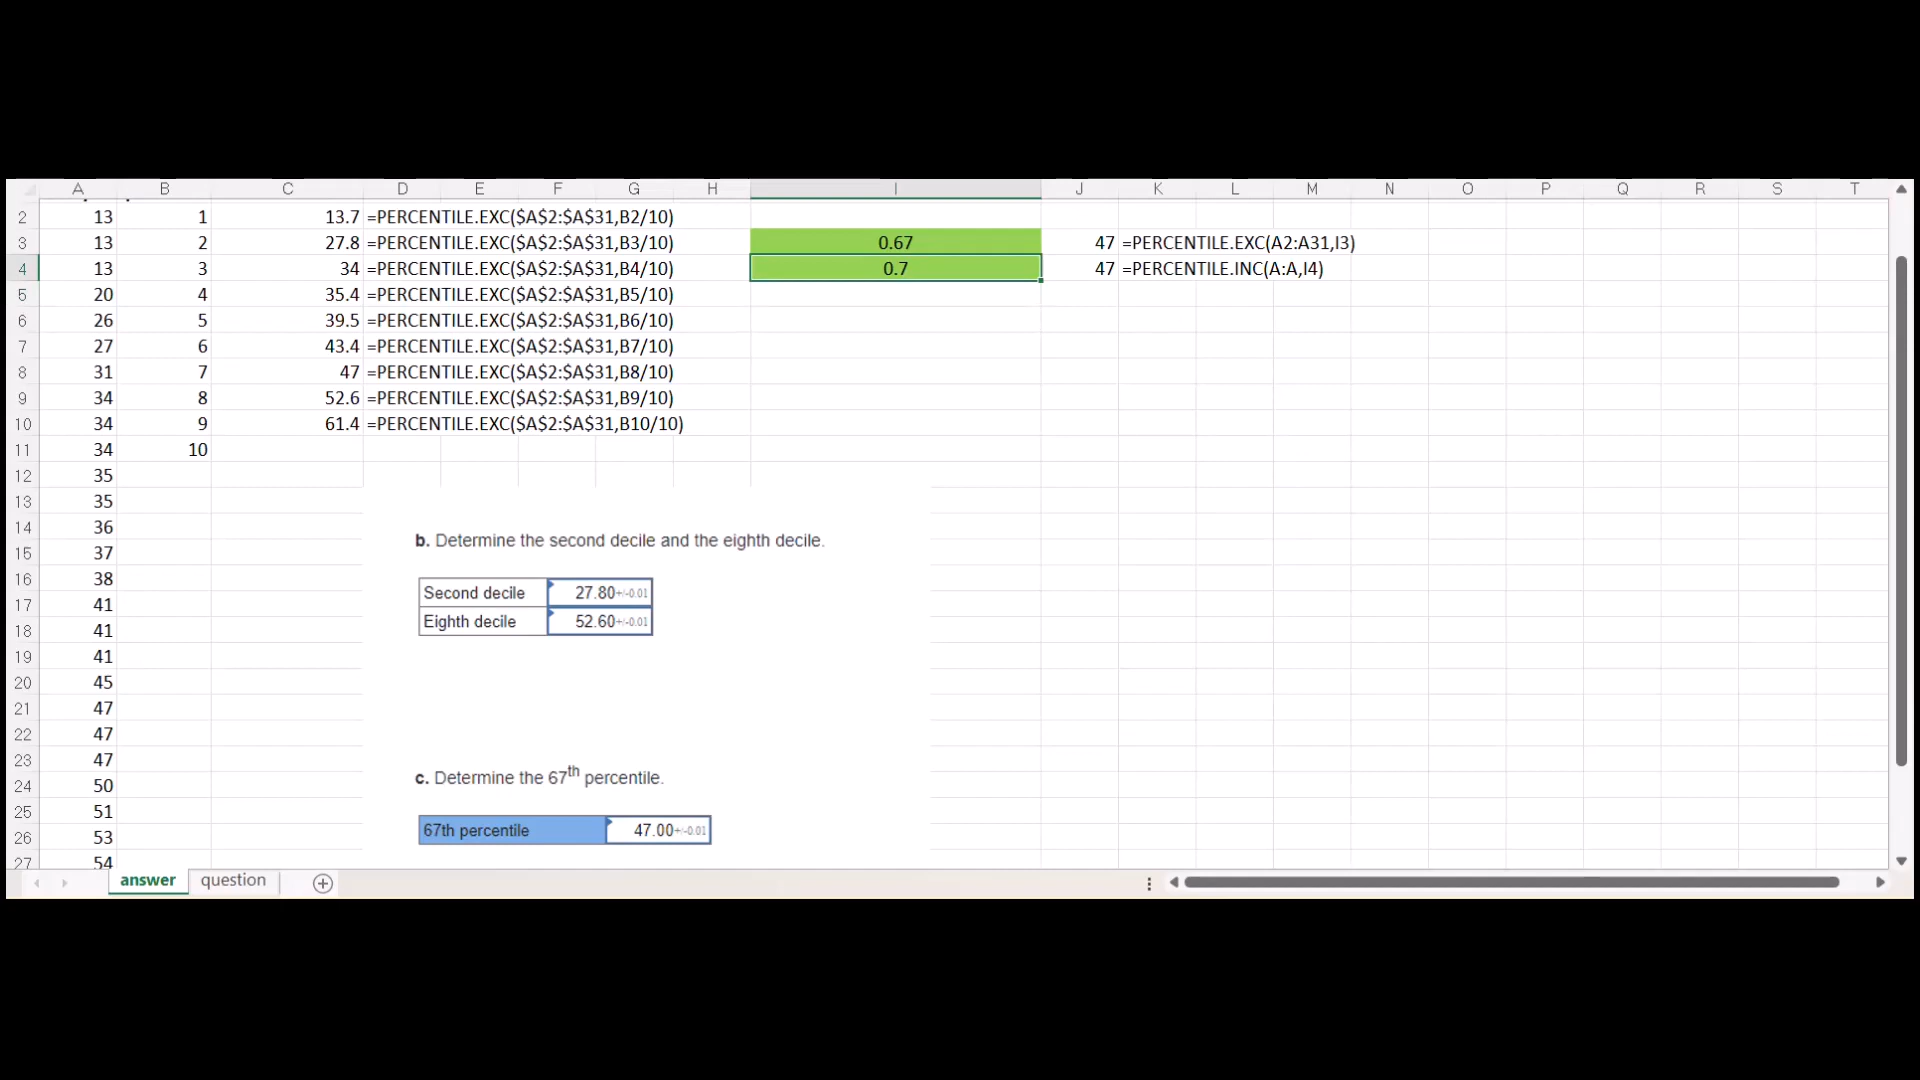 A B C D E F G H I J K L M N O P Q R S T
2 13 1 13.7 =PERCENTILE.EXC($A$2:$A$31,B2/10)
3 13 2 27.8 =PERCENTILE.EXC($A$2:$A$31,B3/10) 0.67 47 =PERCENTILE.EXC(A2:A31,I3)
4 13 3 34 =PERCENTILE.EXC($A$2:$A$31,B4/10) 0.7 47 =PERCENTILE.INC(A:A,I4)
5 20 4 35.4 =PERCENTILE.EXC($A$2:$A$31,B5/10)
6 26 5 39.5 =PERCENTILE.EXC($A$2:$A$31,B6/10)
7 27 6 43.4 =PERCENTILE.EXC($A$2:$A$31,B7/10)
8 31 7 47 =PERCENTILE.EXC($A$2:$A$31,B8/10)
9 34 8 52.6 =PERCENTILE.EXC($A$2:$A$31,B9/10)
10 34 9 61.4 =PERCENTILE.EXC($A$2:$A$31,B10/10)
11 34 10
12 35
13 35
14 36
b. Determine the second decile and the eighth decile.
15 37
16 38
Second decile 27.80+/-0.01
17 41
Eighth decile 52.60+/-0.01
18 41
19 41
20 45
21 47
22 47
23 47
c. Determine the 67th percentile.
24 50
25 51
67th percentile 47.00+/-0.01
26 53
27 54
answer question